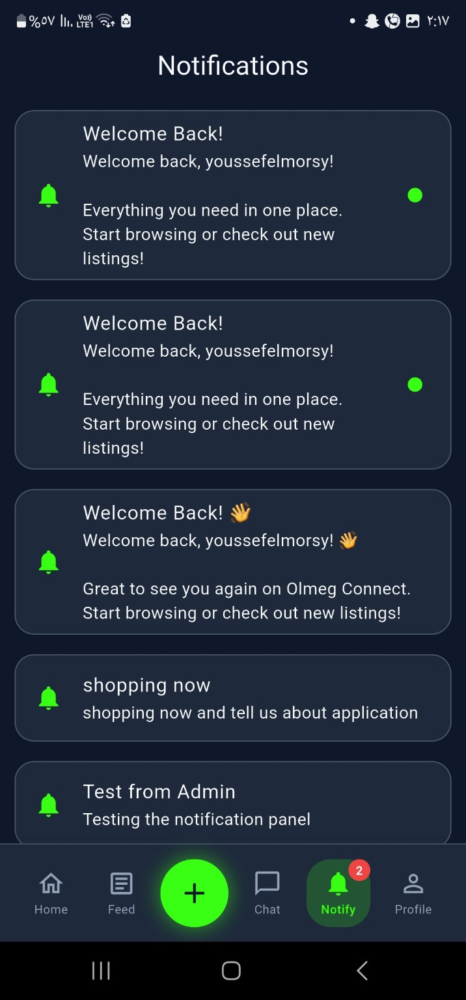 %٥٧ Vo)) LTE1 ٢:١٧
Notifications
Welcome Back!
Welcome back, youssefelmorsy!
Everything you need in one place.
Start browsing or check out new
listings!
Welcome Back!
Welcome back, youssefelmorsy!
Everything you need in one place.
Start browsing or check out new
listings!
Welcome Back! 👋
Welcome back, youssefelmorsy! 👋
Great to see you again on Olmeg Connect.
Start browsing or check out new listings!
shopping now
shopping now and tell us about application
Test from Admin
Testing the notification panel
2
Home Feed Chat Notify Profile